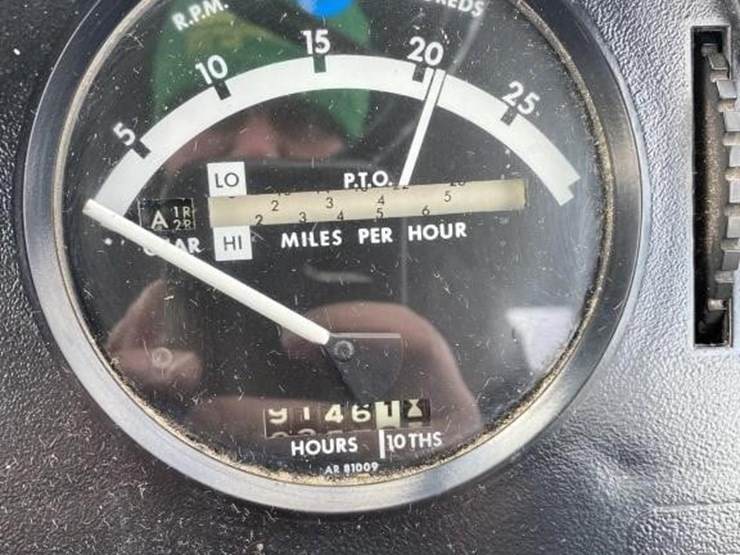 R.P.M.
5 10 15 20 25
LO P.T.O.
A 1R 2 3 4 5
2R 2 3 4 5 6
HI MILES PER HOUR
9146 1
HOURS 10THS
AR 81009